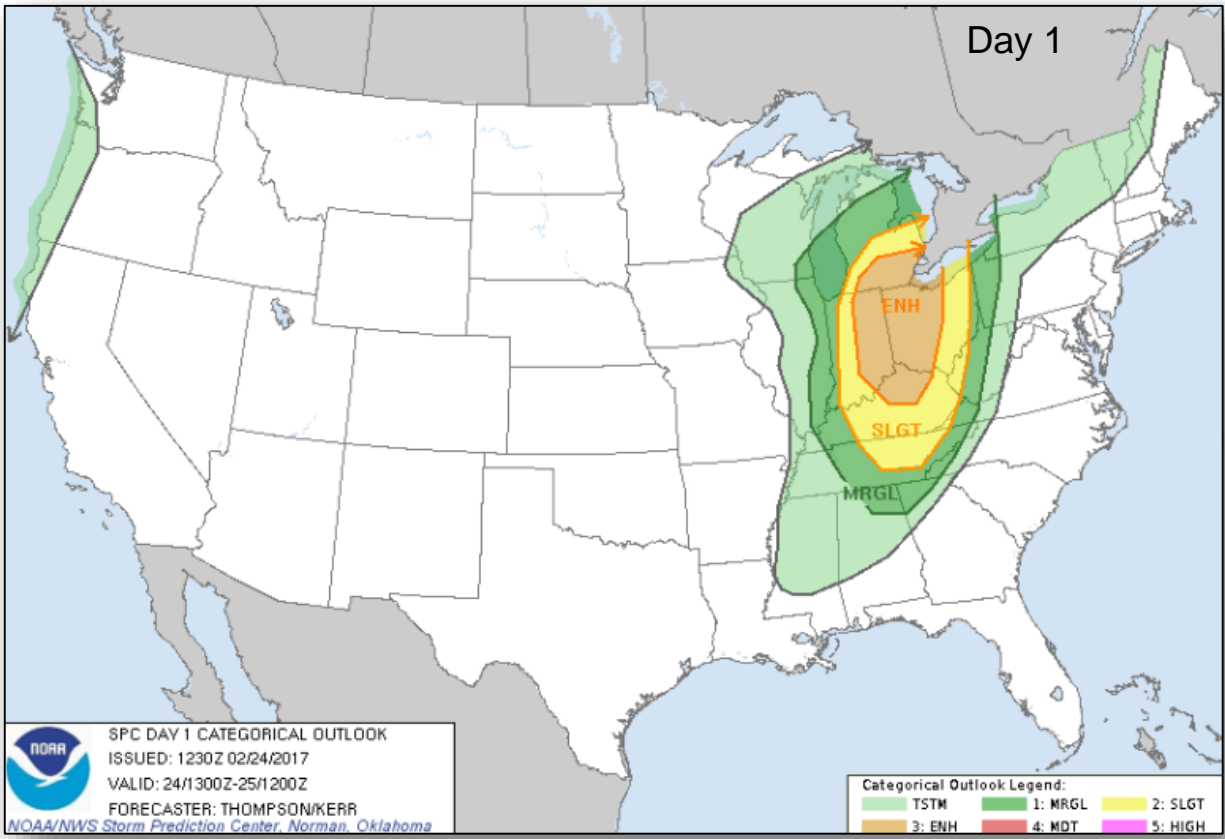 Day 1
ENH
SLGT
MRGL
NOAA
SPC DAY 1 CATEGORICAL OUTLOOK
ISSUED: 1230Z 02/24/2017
VALID: 24/1300Z-25/1200Z
FORECASTER: THOMPSON/KERR
NOAA/NWS Storm Prediction Center, Norman, Oklahoma
Categorical Outlook Legend:
TSTM 1: MRGL 2: SLGT
3: ENH 4: MDT 5: HIGH